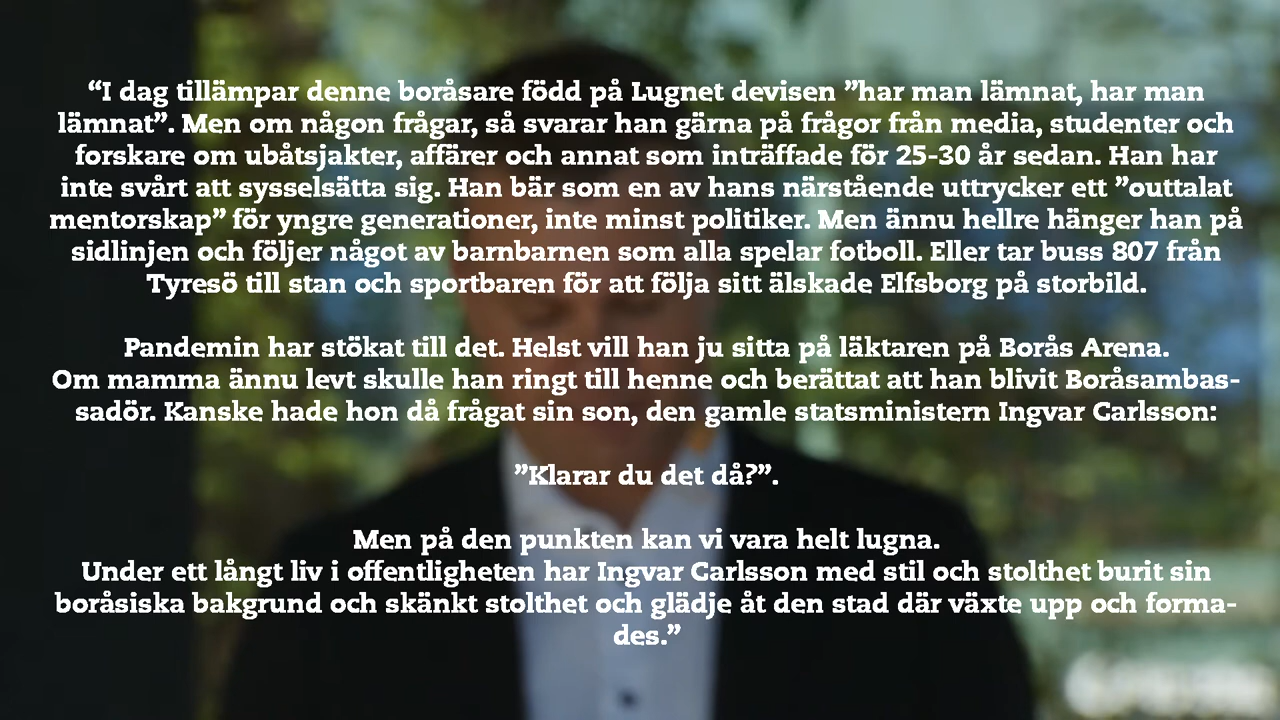 “I dag tillämpar denne boråsare född på Lugnet devisen ”har man lämnat, har man
lämnat”. Men om någon frågar, så svarar han gärna på frågor från media, studenter och
forskare om ubåtsjakter, affärer och annat som inträffade för 25-30 år sedan. Han har
inte svårt att sysselsätta sig. Han bär som en av hans närstående uttrycker ett ”outtalat
mentorskap” för yngre generationer, inte minst politiker. Men ännu hellre hänger han på
sidlinjen och följer något av barnbarnen som alla spelar fotboll. Eller tar buss 807 från
Tyresö till stan och sportbaren för att följa sitt älskade Elfsborg på storbild.
Pandemin har stökat till det. Helst vill han ju sitta på läktaren på Borås Arena.
Om mamma ännu levt skulle han ringt till henne och berättat att han blivit Boråsambas-
sadör. Kanske hade hon då frågat sin son, den gamle statsministern Ingvar Carlsson:
”Klarar du det då?”.
Men på den punkten kan vi vara helt lugna.
Under ett långt liv i offentligheten har Ingvar Carlsson med stil och stolthet burit sin
boråsiska bakgrund och skänkt stolthet och glädje åt den stad där växte upp och forma-
des.”